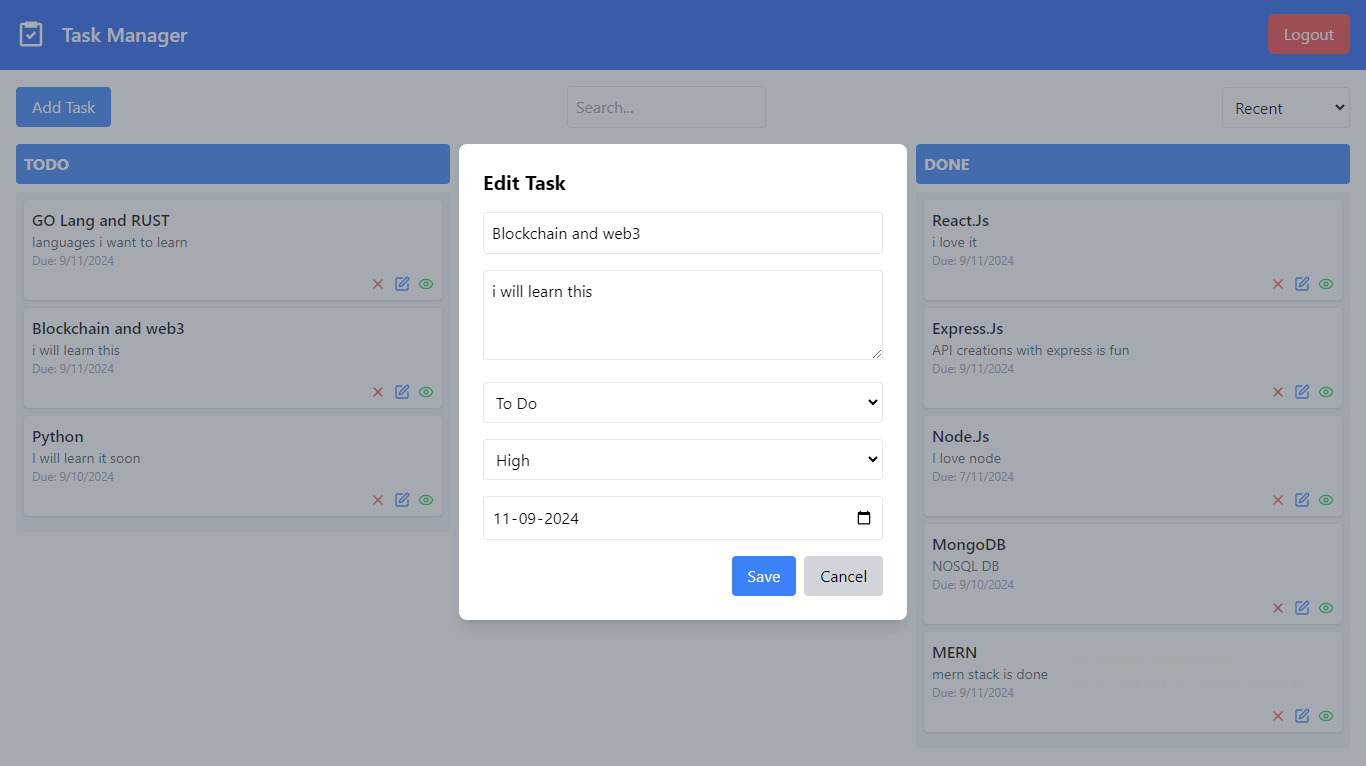 Task Manager
Logout
Add Task
Search...
Recent
TODO
GO Lang and RUST
languages i want to learn
Due: 9/11/2024
Blockchain and web3
i will learn this
Due: 9/11/2024
Python
I will learn it soon
Due: 9/10/2024
Edit Task
Blockchain and web3
i will learn this
To Do
High
11-09-2024
Save
Cancel
DONE
React.Js
i love it
Due: 9/11/2024
Express.Js
API creations with express is fun
Due: 9/11/2024
Node.Js
I love node
Due: 7/11/2024
MongoDB
NOSQL DB
Due: 9/10/2024
MERN
mern stack is done
Due: 9/11/2024